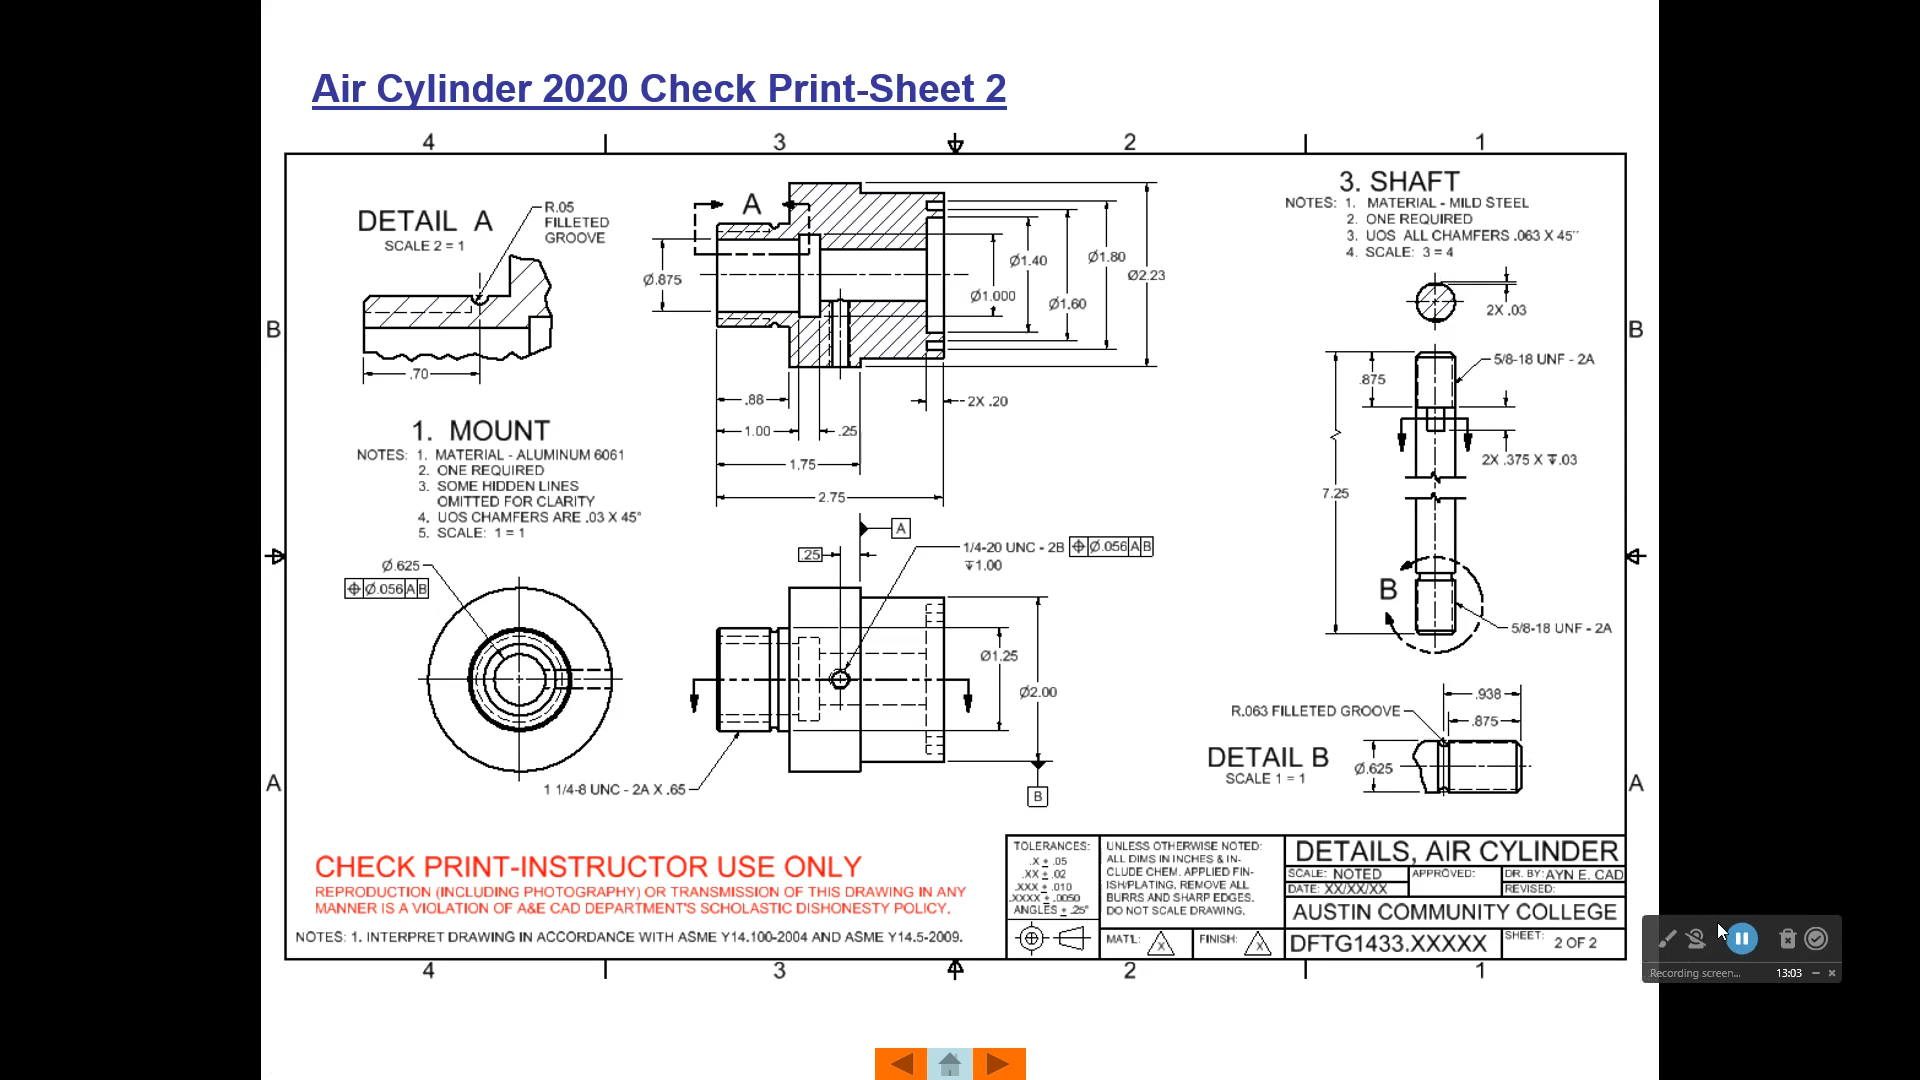 Air Cylinder 2020 Check Print-Sheet 2
4 3 2 1
DETAIL A
SCALE 2 = 1
R.05
FILLETED
GROOVE
.70
A
Ø.875
Ø1.000
Ø1.40
Ø1.60
Ø1.80
Ø2.23
.88
2X .20
1.00
.25
1.75
2.75
3. SHAFT
NOTES: 1. MATERIAL - MILD STEEL
2. ONE REQUIRED
3. UOS ALL CHAMFERS .063 X 45°
4. SCALE: 3 = 4
2X .03
5/8-18 UNF - 2A
.875
2X .375 X ↧.03
7.25
B
5/8-18 UNF - 2A
B
B
1. MOUNT
NOTES: 1. MATERIAL - ALUMINUM 6061
2. ONE REQUIRED
3. SOME HIDDEN LINES
OMITTED FOR CLARITY
4. UOS CHAMFERS ARE .03 X 45°
5. SCALE: 1 = 1
Ø.625
⌖ Ø.056 A B
A
.25
1/4-20 UNC - 2B ⌖ Ø.056 A B
↧1.00
Ø1.25
Ø2.00
B
1 1/4-8 UNC - 2A X .65
.938
R.063 FILLETED GROOVE
.875
DETAIL B
SCALE 1 = 1
Ø.625
A
A
CHECK PRINT-INSTRUCTOR USE ONLY
REPRODUCTION (INCLUDING PHOTOGRAPHY) OR TRANSMISSION OF THIS DRAWING IN ANY
MANNER IS A VIOLATION OF A&E CAD DEPARTMENT'S SCHOLASTIC DISHONESTY POLICY.
NOTES: 1. INTERPRET DRAWING IN ACCORDANCE WITH ASME Y14.100-2004 AND ASME Y14.5-2009.
TOLERANCES:
.X ± .05
.XX ± .02
.XXX ± .010
.XXXX ± .0050
ANGLES ± .25°
UNLESS OTHERWISE NOTED:
ALL DIMS IN INCHES & IN-
CLUDE CHEM. APPLIED FIN-
ISH/PLATING. REMOVE ALL
BURRS AND SHARP EDGES.
DO NOT SCALE DRAWING.
MAT'L: X
FINISH: X
DETAILS, AIR CYLINDER
SCALE: NOTED
APPROVED:
DR. BY: AYN E. CAD
DATE: XX/XX/XX
REVISED:
AUSTIN COMMUNITY COLLEGE
DFTG1433.XXXXX
SHEET: 2 OF 2
4 3 2 1
Recording screen... 13:03